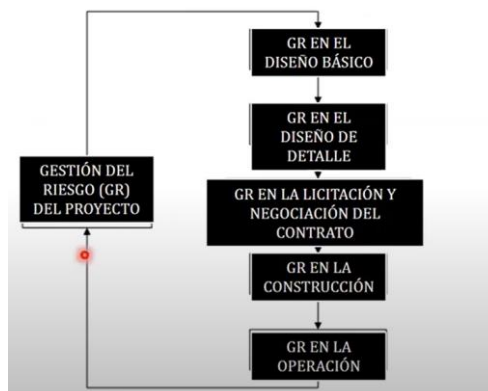 GR EN EL
DISEÑO BÁSICO
GR EN EL
DISEÑO DE
DETALLE
GESTIÓN DEL
RIESGO (GR)
DEL PROYECTO
GR EN LA LICITACIÓN Y
NEGOCIACIÓN DEL
CONTRATO
GR EN LA
CONSTRUCCIÓN
GR EN LA
OPERACIÓN